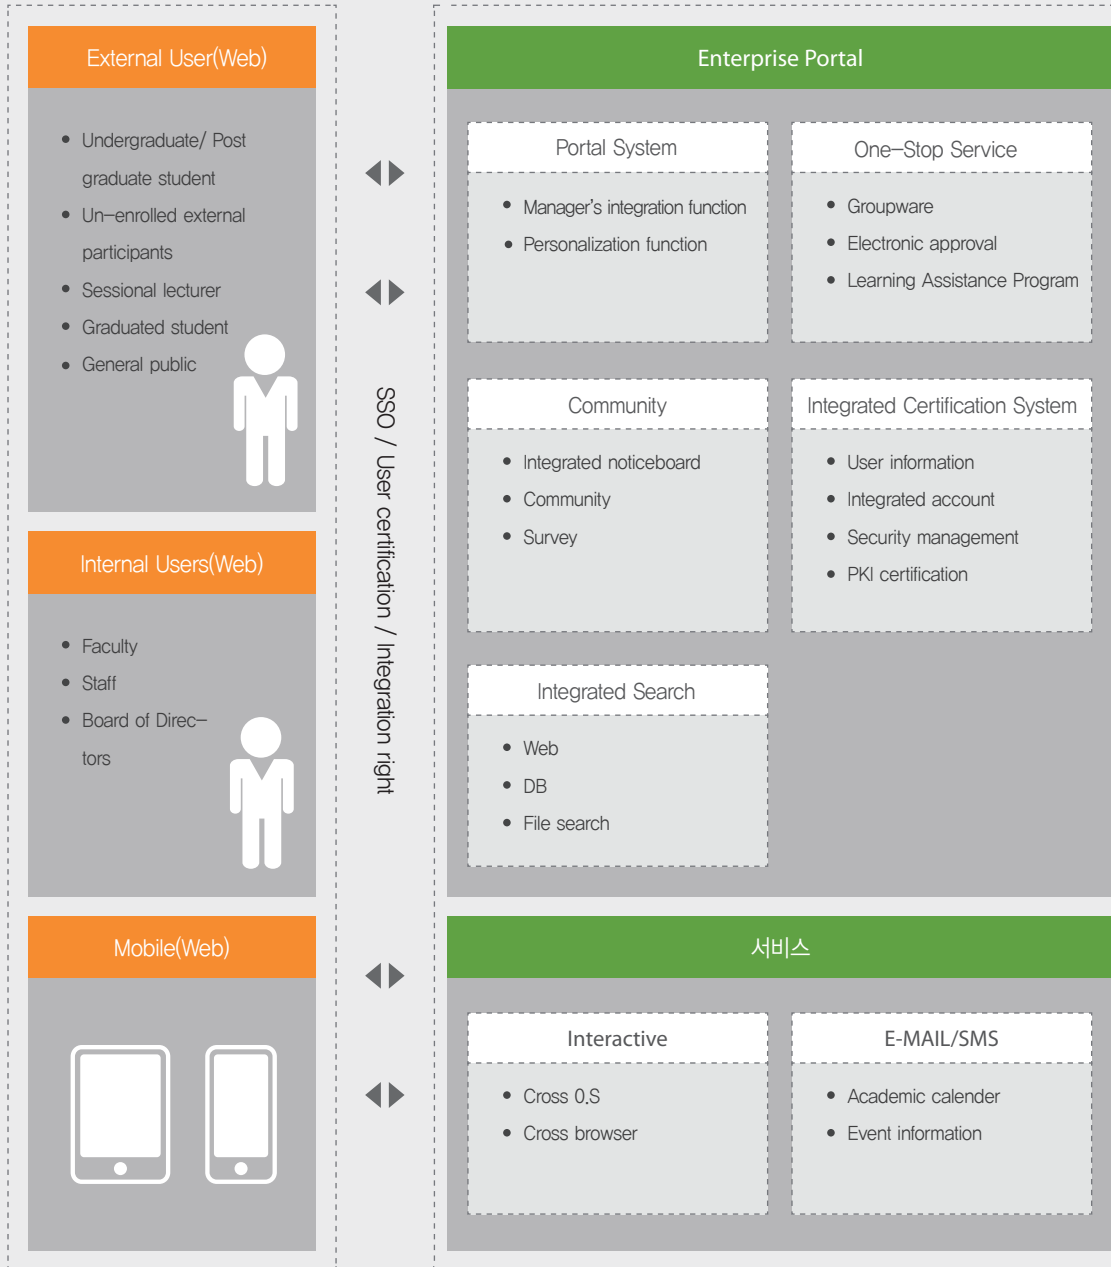 External User(Web)
Undergraduate/ Post
graduate student
Un-enrolled external
participants
Sessional lecturer
Graduated student
General public
Internal Users(Web)
Faculty
Staff
Board of Direc-
tors
Mobile(Web)
SSO / User certification / Integration right
Enterprise Portal
Portal System
Manager's integration function
Personalization function
One-Stop Service
Groupware
Electronic approval
Learning Assistance Program
Community
Integrated noticeboard
Community
Survey
Integrated Certification System
User information
Integrated account
Security management
PKI certification
Integrated Search
Web
DB
File search
서비스
Interactive
Cross O.S
Cross browser
E-MAIL/SMS
Academic calender
Event information